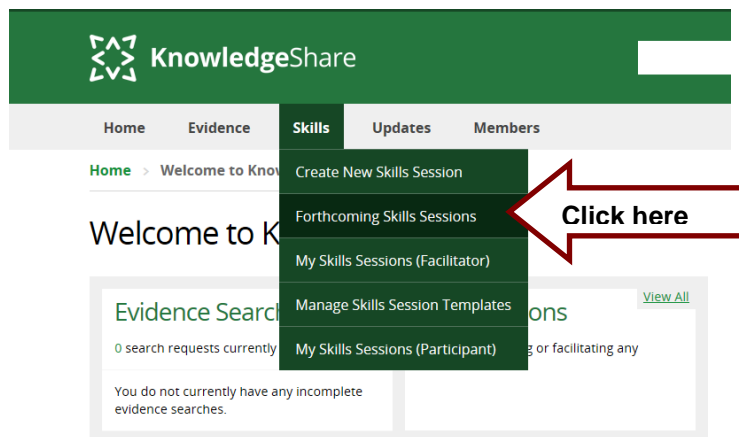 KnowledgeShare
Home Evidence Skills Updates Members
Home > Welcome to Know
Create New Skills Session
Forthcoming Skills Sessions
Click here
Welcome to K
My Skills Sessions (Facilitator)
Manage Skills Session Templates
My Skills Sessions (Participant)
View All
Evidence Search
ons
0 search requests currently
g or facilitating any
You do not currently have any incomplete
evidence searches.